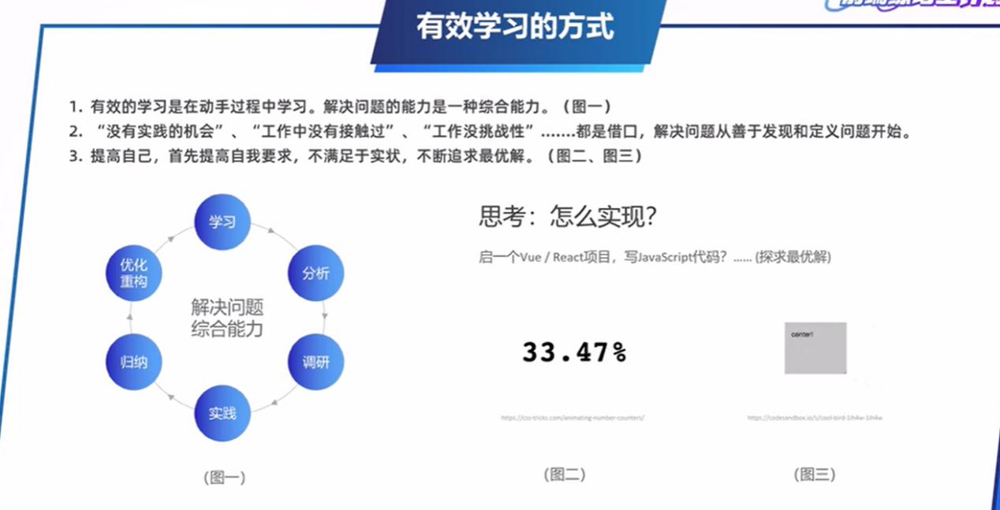 有效学习的方式
1. 有效的学习是在动手过程中学习。解决问题的能力是一种综合能力。（图一）
2. “没有实践的机会”、“工作中没有接触过”、“工作没挑战性”.......都是借口，解决问题从善于发现和定义问题开始。
3. 提高自己，首先提高自我要求，不满足于实状，不断追求最优解。（图二、图三）
学习
分析
调研
实践
归纳
优化
重构
解决问题
综合能力
（图一）
思考：怎么实现？
启一个Vue / React项目，写JavaScript代码？...... (探求最优解)
33.47%
https://css-tricks.com/animating-number-counters/
（图二）
center!
https://codesandbox.io/s/cool-bird-1ih4w-1ih4w
（图三）